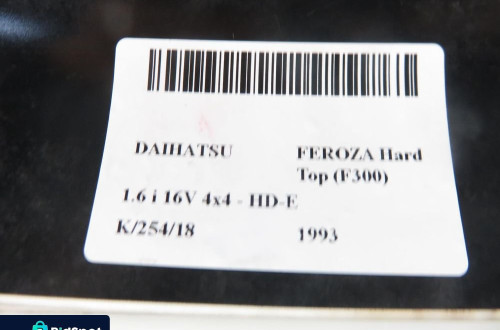 DAIHATSU FEROZA Hard
Top (F300)
1.6 i 16V 4x4 - HD-E
K/254/18 1993